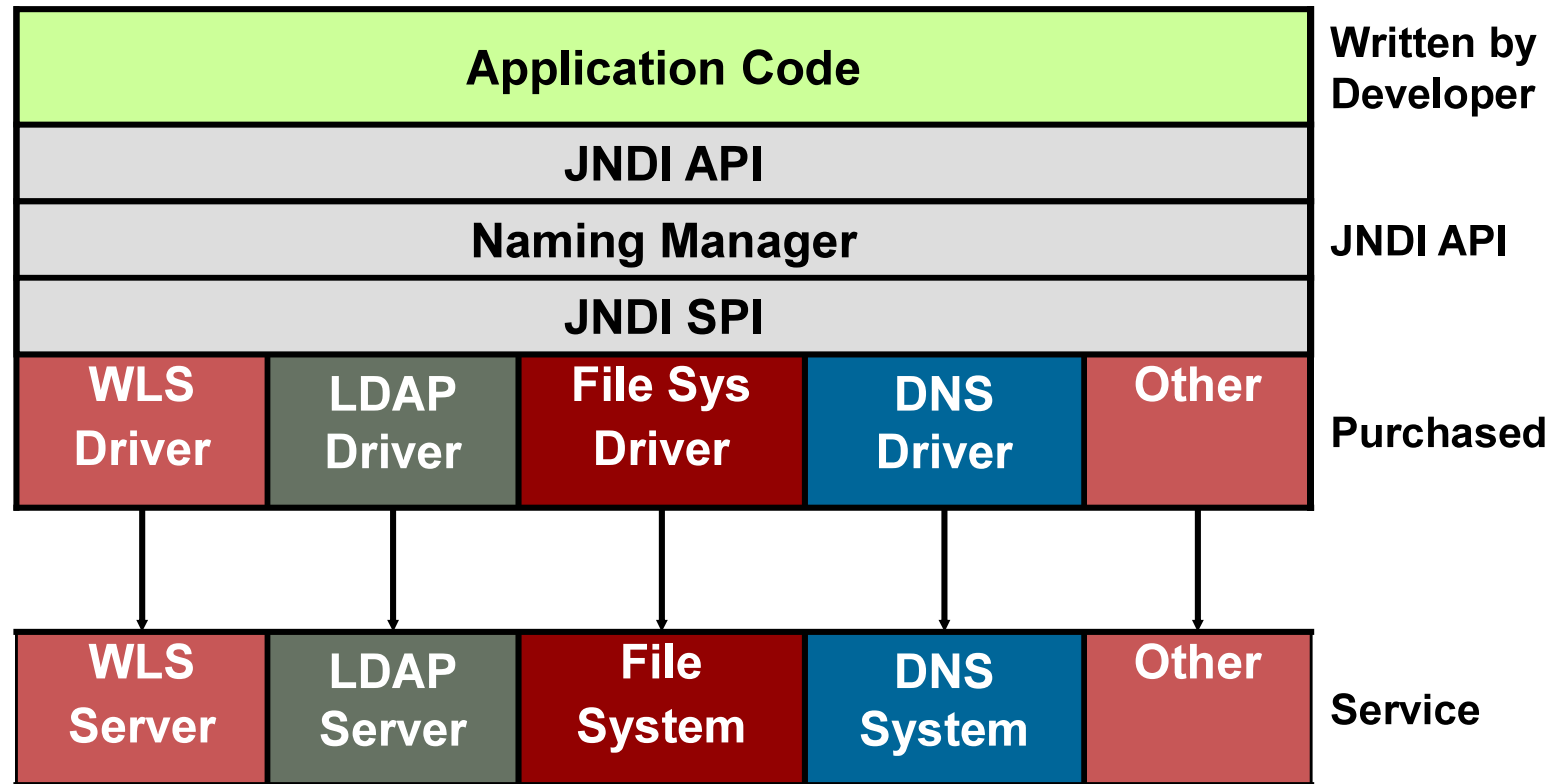 Application Code
Written by
Developer
JNDI API
Naming Manager
JNDI API
JNDI SPI
WLS
Driver
LDAP
Driver
File Sys
Driver
DNS
Driver
Other
Purchased
WLS
Server
LDAP
Server
File
System
DNS
System
Other
Service